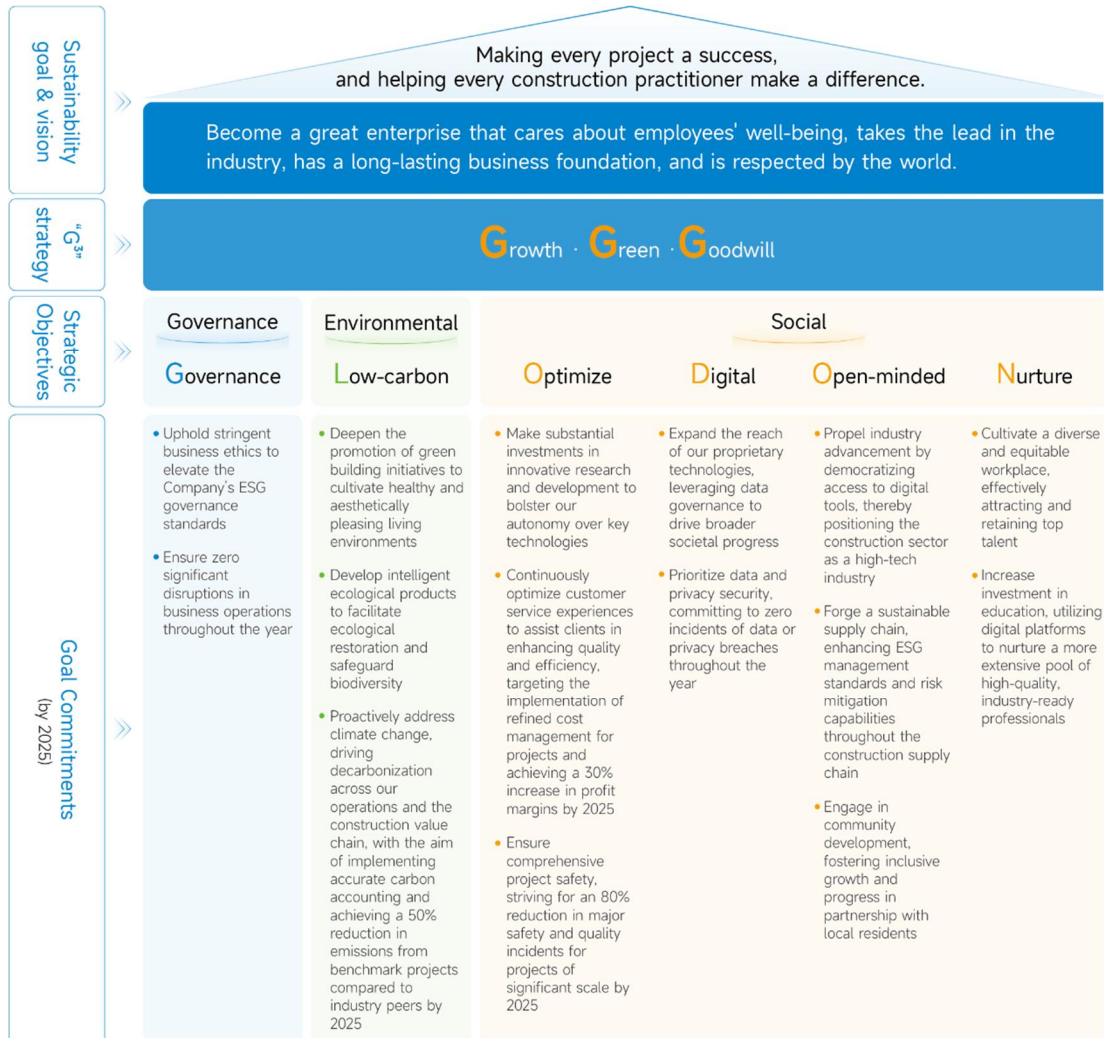 Sustainability
goal & vision
Making every project a success,
and helping every construction practitioner make a difference.
Become a great enterprise that cares about employees' well-being, takes the lead in the
industry, has a long-lasting business foundation, and is respected by the world.
“G³”
strategy
Growth · Green · Goodwill
Strategic
Objectives
Governance
Governance
Environmental
Low-carbon
Social
Optimize
Digital
Open-minded
Nurture
Goal Commitments
(by 2025)
• Uphold stringent
business ethics to
elevate the
Company's ESG
governance
standards
• Ensure zero
significant
disruptions in
business operations
throughout the year
• Deepen the
promotion of green
building initiatives to
cultivate healthy and
aesthetically
pleasing living
environments
• Develop intelligent
ecological products
to facilitate
ecological
restoration and
safeguard
biodiversity
• Proactively address
climate change,
driving
decarbonization
across our
operations and the
construction value
chain, with the aim
of implementing
accurate carbon
accounting and
achieving a 50%
reduction in
emissions from
benchmark projects
compared to
industry peers by
2025
• Make substantial
investments in
innovative research
and development to
bolster our
autonomy over key
technologies
• Continuously
optimize customer
service experiences
to assist clients in
enhancing quality
and efficiency,
targeting the
implementation of
refined cost
management for
projects and
achieving a 30%
increase in profit
margins by 2025
• Ensure
comprehensive
project safety,
striving for an 80%
reduction in major
safety and quality
incidents for
projects of
significant scale by
2025
• Expand the reach
of our proprietary
technologies,
leveraging data
governance to
drive broader
societal progress
• Prioritize data and
privacy security,
committing to zero
incidents of data or
privacy breaches
throughout the
year
• Propel industry
advancement by
democratizing
access to digital
tools, thereby
positioning the
construction sector
as a high-tech
industry
• Forge a sustainable
supply chain,
enhancing ESG
management
standards and risk
mitigation
capabilities
throughout the
construction supply
chain
• Engage in
community
development,
fostering inclusive
growth and
progress in
partnership with
local residents
• Cultivate a diverse
and equitable
workplace,
effectively
attracting and
retaining top
talent
• Increase
investment in
education, utilizing
digital platforms
to nurture a more
extensive pool of
high-quality,
industry-ready
professionals